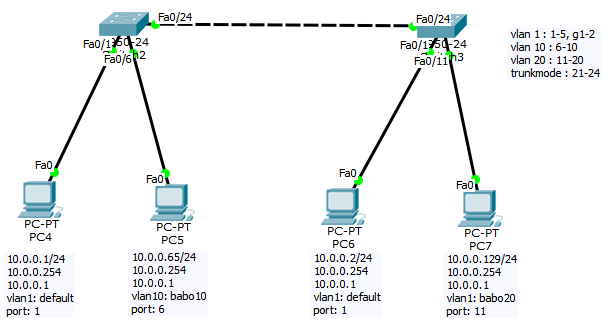 Fa0/24
Fa0/24
Fa0/1
50-24
Fa0/6
Fa0/1
50-24
Fa0/11
vlan 1 : 1-5, g1-2
vlan 10 : 6-10
vlan 20 : 11-20
trunkmode : 21-24
Fa0
Fa0
Fa0
Fa0
PC-PT
PC4
PC-PT
PC5
PC-PT
PC6
PC-PT
PC7
10.0.0.1/24
10.0.0.254
10.0.0.1
vlan1: default
port: 1
10.0.0.65/24
10.0.0.254
10.0.0.1
vlan10: babo10
port: 6
10.0.0.2/24
10.0.0.254
10.0.0.1
vlan1: default
port: 1
10.0.0.129/24
10.0.0.254
10.0.0.1
vlan1: babo20
port: 11